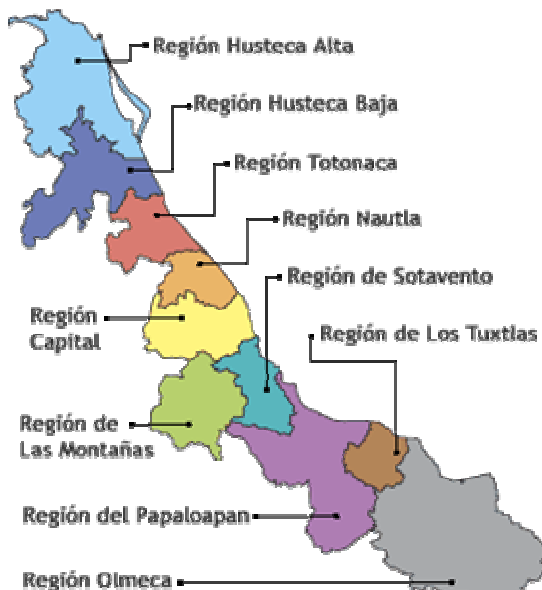 Región Husteca Alta
Región Husteca Baja
Región Totonaca
Región Nautla
Región de Sotavento
Región
Capital
Región de Los Tuxtlas
Región de
Las Montañas
Región del Papaloapan
Región Olmeca